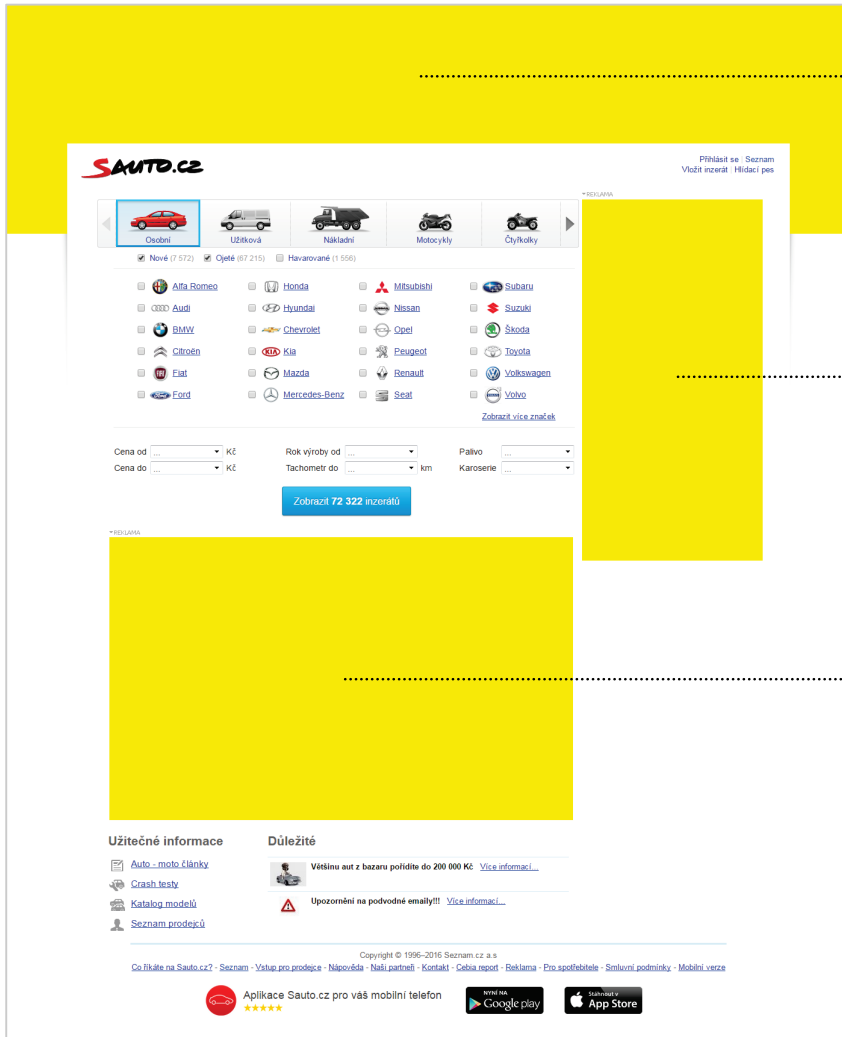 SAUTO.CZ
Přihlásit se | Seznam
Vložit inzerát | Hlídací pes
REKLAMA
Osobní Užitková Nákladní Motocykly Čtyřkolky
Nové (7 572) Ojeté (67 215) Havarované (1 556)
Alfa Romeo Honda Mitsubishi Subaru
Audi Hyundai Nissan Suzuki
BMW Chevrolet Opel Škoda
Citroën KIA Kia Peugeot Toyota
Fiat Mazda Renault Volkswagen
Ford Mercedes-Benz Seat Volvo
Zobrazit více značek
Cena od ... Kč Rok výroby od ... Palivo ...
Cena do ... Kč Tachometr do ... km Karoserie ...
Zobrazit 72 322 inzerátů
REKLAMA
Užitečné informace Důležité
Auto - moto články
Většinu aut z bazaru pořídíte do 200 000 Kč Více informací...
Crash testy
Katalog modelů
Upozornění na podvodné emaily!!! Více informací...
Seznam prodejců
Copyright © 1996–2016 Seznam.cz a.s
Co říkáte na Sauto.cz? - Seznam - Vstup pro prodejce - Nápověda - Naši partneři - Kontakt - Cebia report - Reklama - Pro spotřebitele - Smluvní podmínky - Mobilní verze
Aplikace Sauto.cz pro váš mobilní telefon
NYNÍ NA
Google play
Stáhnout v
App Store